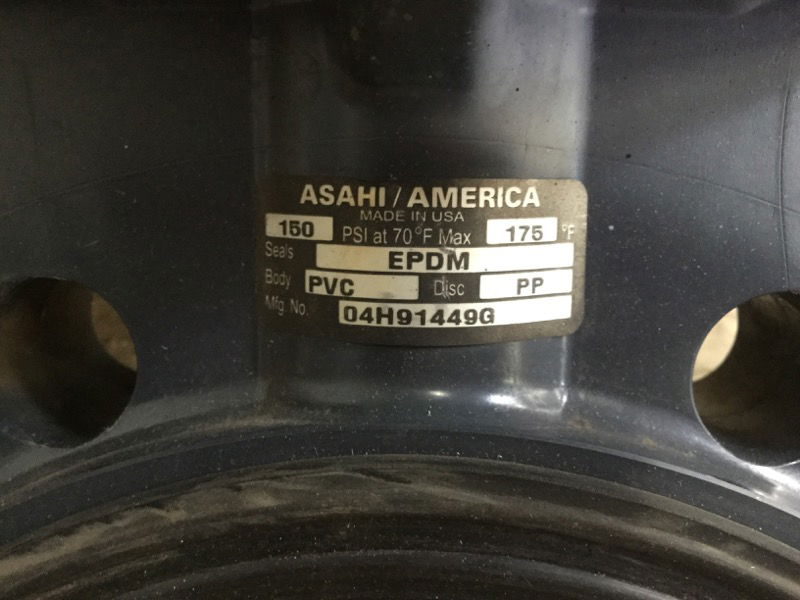 ASAHI / AMERICA
MADE IN USA
150 PSI at 70°F Max 175 °F
Seals EPDM
Body PVC Disc PP
Mfg. No. 04H91449G